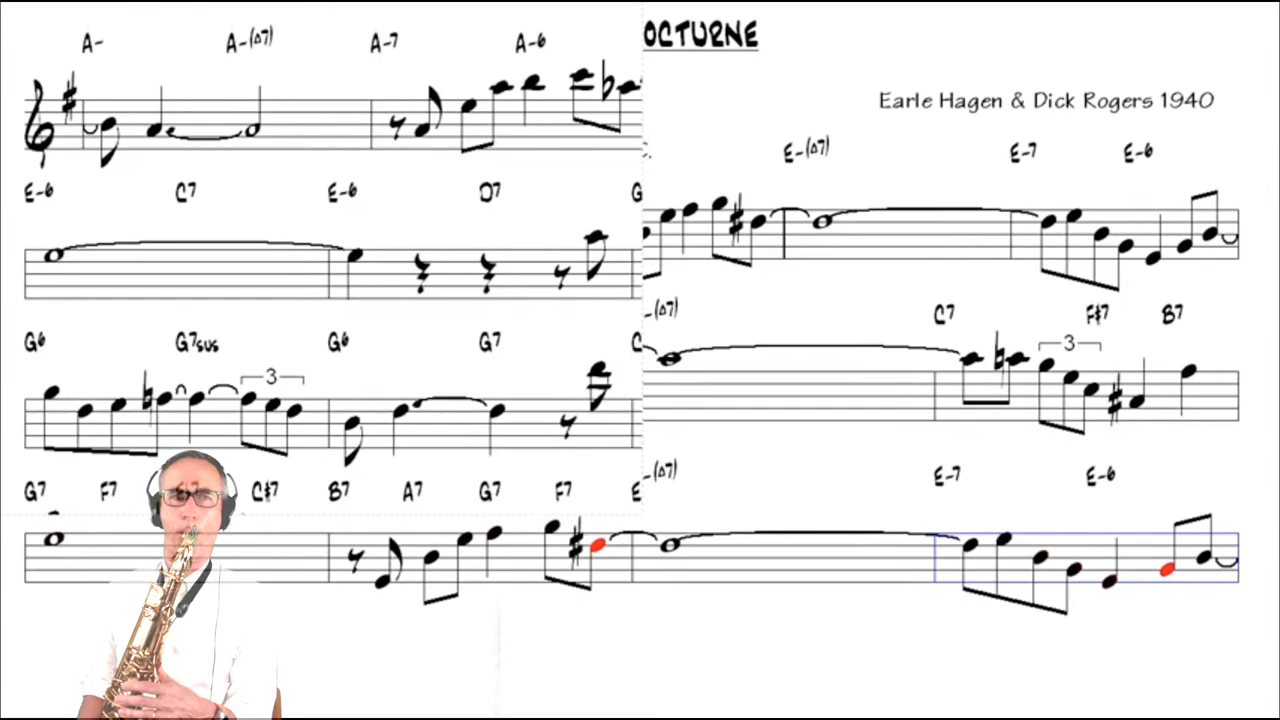 OCTURNE
Earle Hagen & Dick Rogers 1940
A- A-(Δ7) A-7 A-6
E-(Δ7) E-7 E-6
E-6 C7 E-6 D7 G
-(Δ7) C7 F#7 B7
3
G6 G7SUS G6 G7 C
3
-(Δ7) E-7 E-6
G7 F7 C#7 B7 A7 G7 F7 E